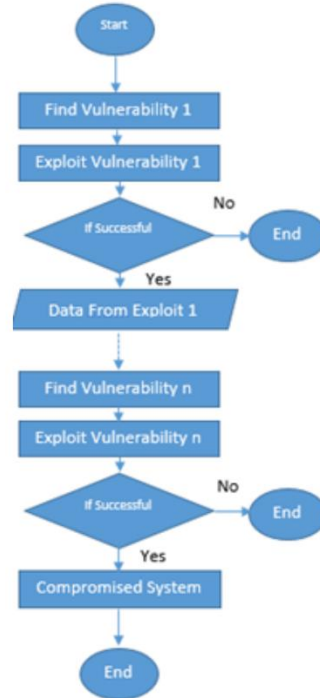 Start
Find Vulnerability 1
Exploit Vulnerability 1
If Successful
No
End
Yes
Data From Exploit 1
Find Vulnerability n
Exploit Vulnerability n
If Successful
No
End
Yes
Compromised System
End